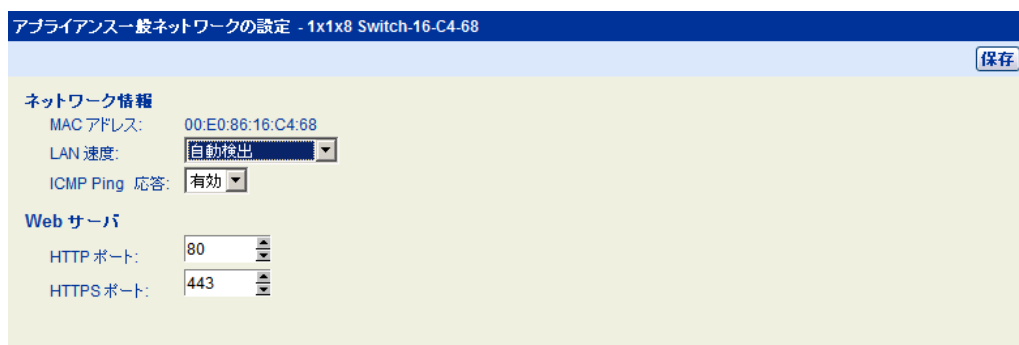 アプライアンス一般ネットワークの設定 - 1x1x8 Switch-16-C4-68
保存
ネットワーク情報
MAC アドレス: 00:E0:86:16:C4:68
LAN 速度: 自動検出
ICMP Ping 応答: 有効
Web サーバ
HTTP ポート: 80
HTTPS ポート: 443